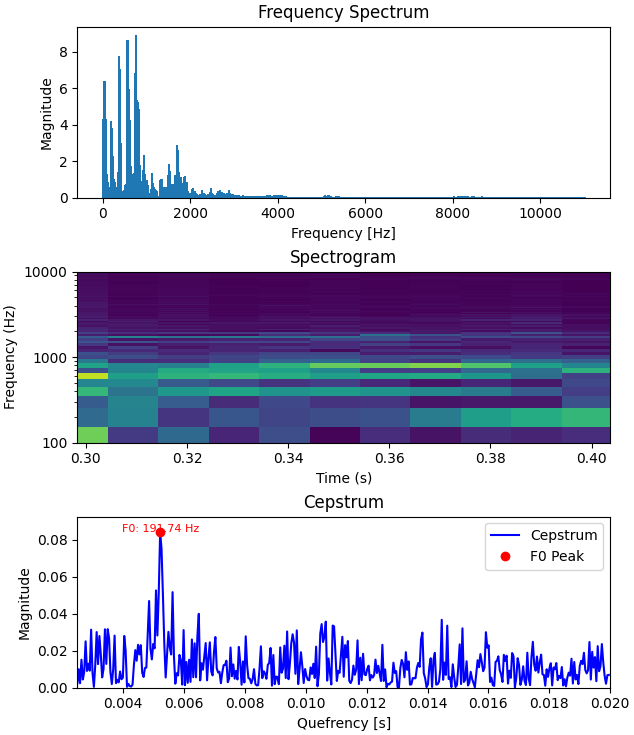 Frequency Spectrum
Magnitude
8
6
4
2
0
0 2000 4000 6000 8000 10000
Frequency [Hz]
Spectrogram
Frequency (Hz)
10000
1000
100
0.30 0.32 0.34 0.36 0.38 0.40
Time (s)
Cepstrum
Magnitude
F0: 191.74 Hz
Cepstrum
F0 Peak
0.08
0.06
0.04
0.02
0.00
0.004 0.006 0.008 0.010 0.012 0.014 0.016 0.018 0.020
Quefrency [s]